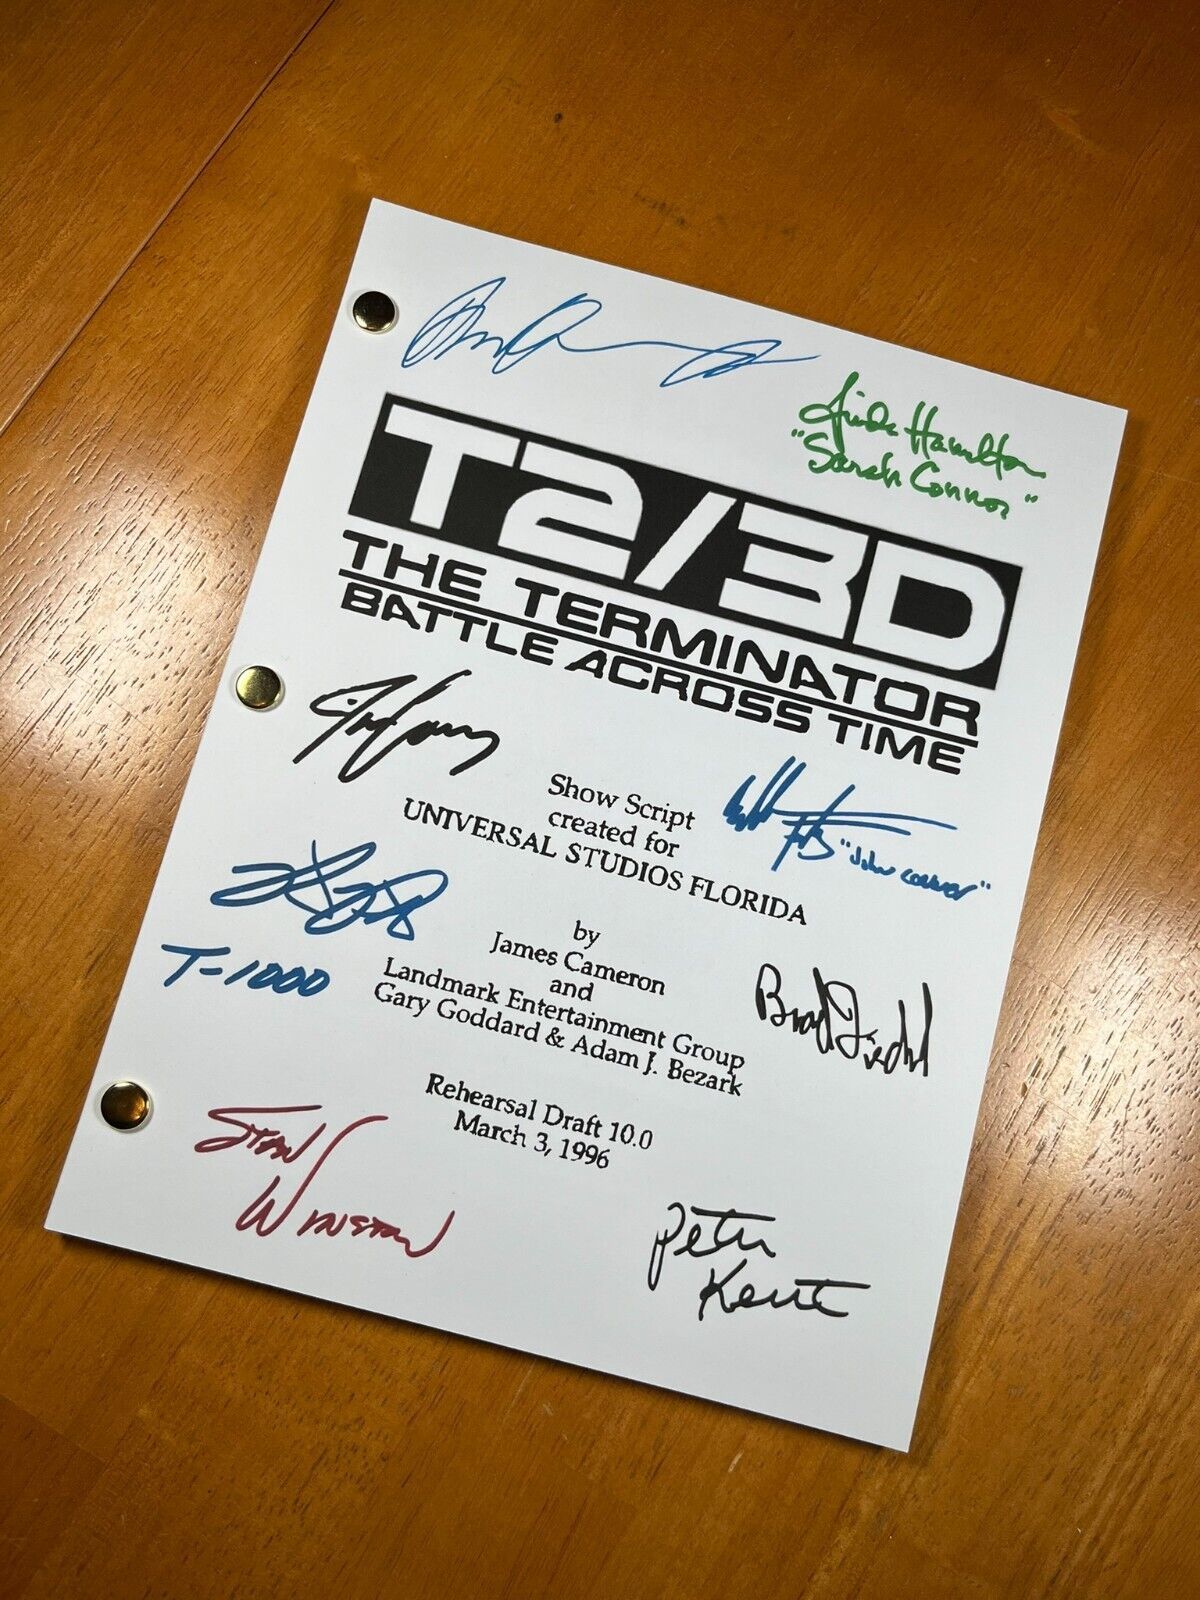 Linda Hamilton
"Sarah Connor"
T2/3D
THE TERMINATOR
BATTLE ACROSS TIME
Show Script
created for
UNIVERSAL STUDIOS FLORIDA
"John Connor"
by
James Cameron
and
Landmark Entertainment Group
Gary Goddard & Adam J. Bezark
T-1000
Brad Fiedel
Rehearsal Draft 10.0
March 3, 1996
Stan
Winston
Peter
Kent